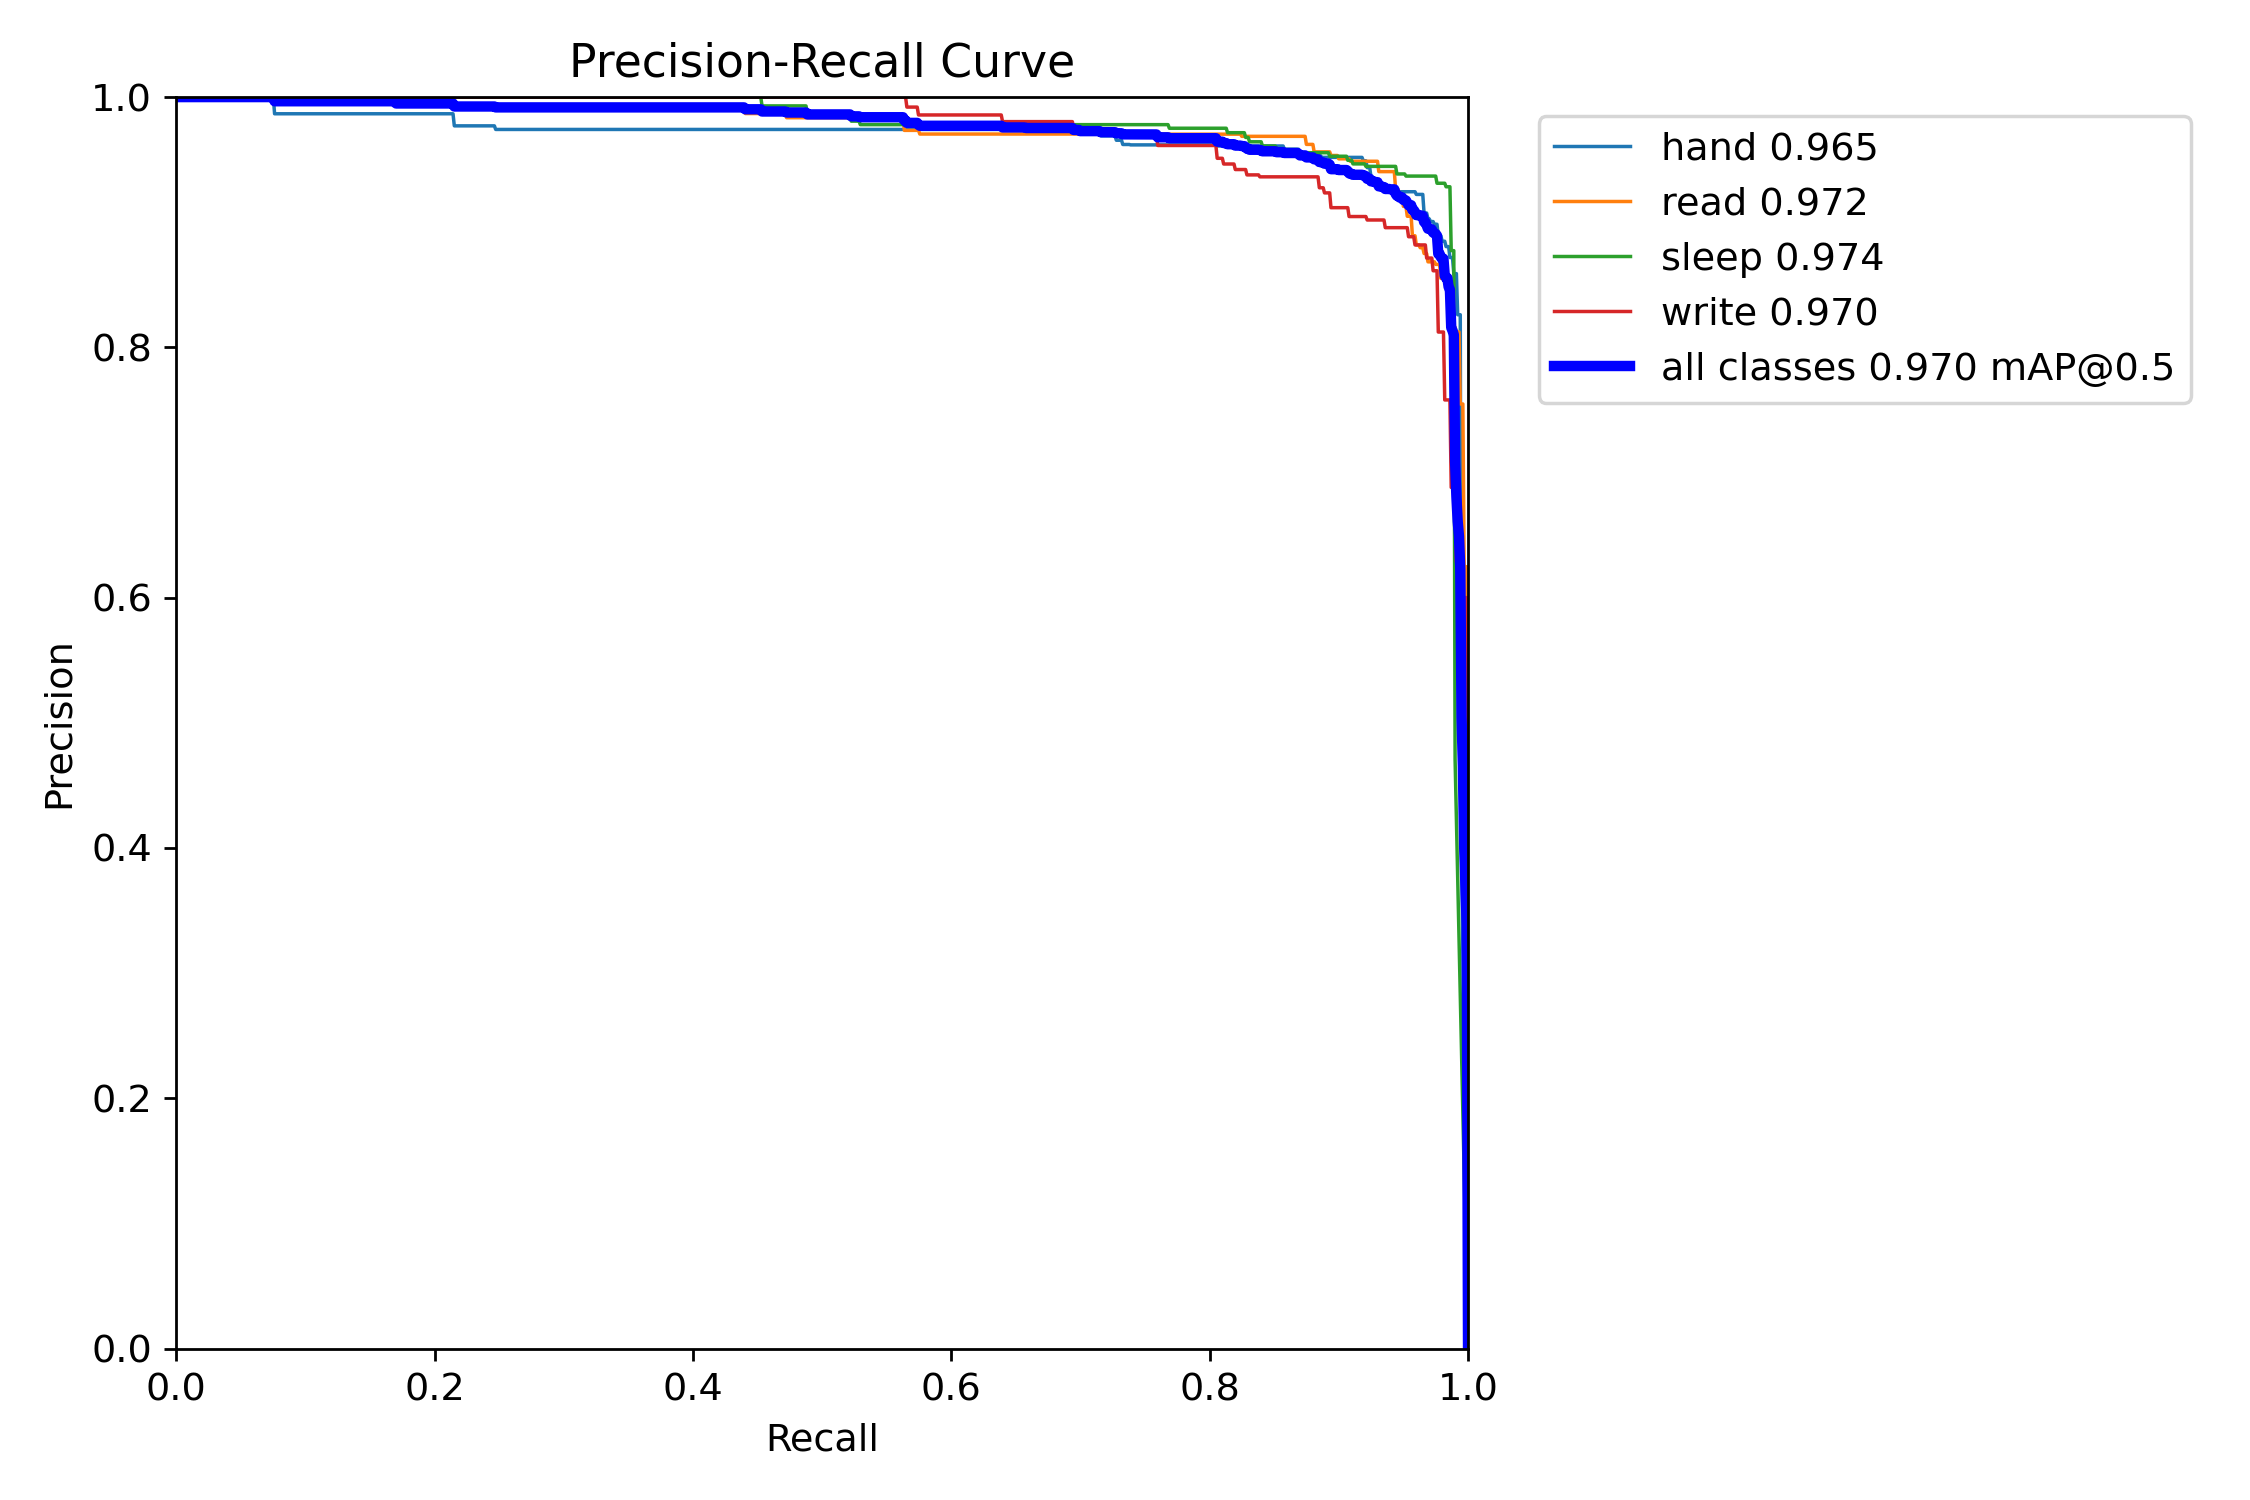 Precision-Recall Curve
1.0
0.8
0.6
0.4
0.2
0.0
Precision
0.0 0.2 0.4 0.6 0.8 1.0
Recall
hand 0.965
read 0.972
sleep 0.974
write 0.970
all classes 0.970 mAP@0.5